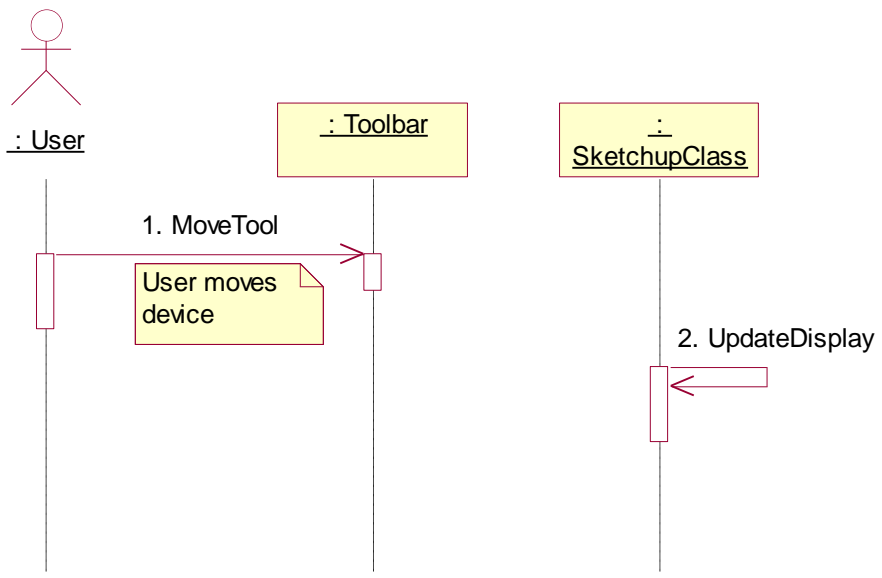 : User
: Toolbar
:
SketchupClass
1. MoveTool
User moves
device
2. UpdateDisplay